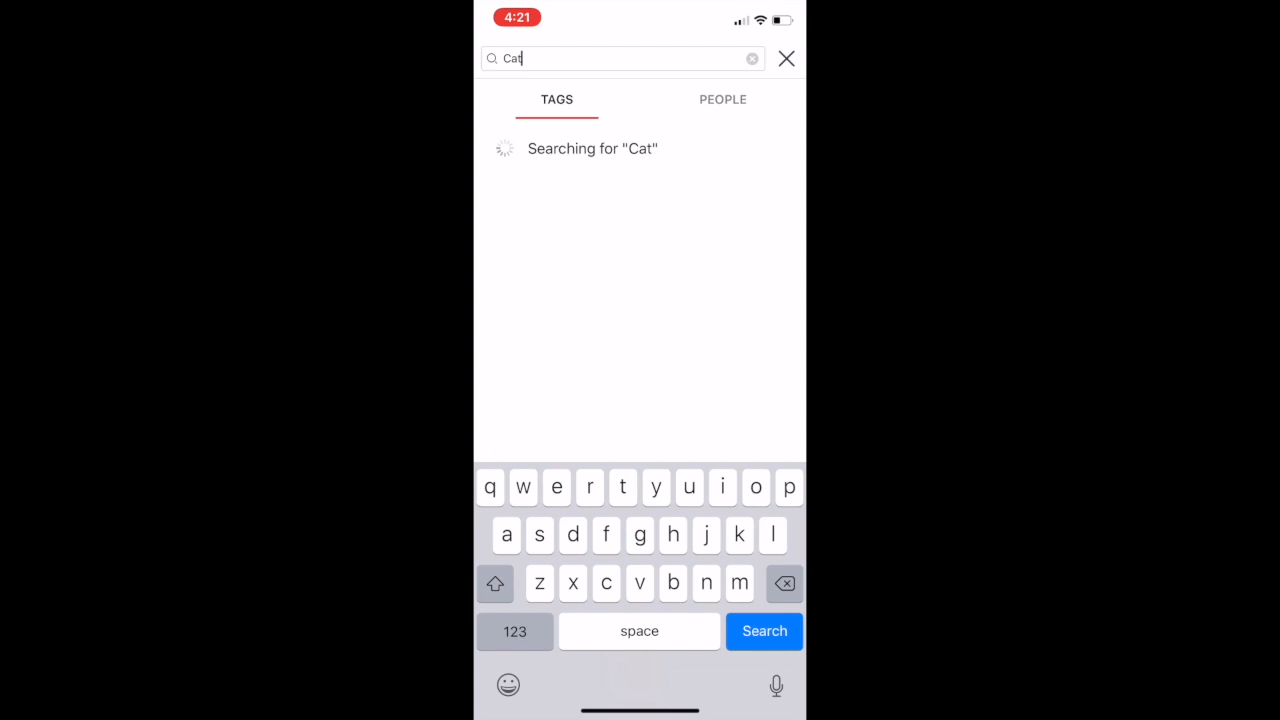 4:21
Cat
TAGS PEOPLE
Searching for "Cat"
q w e r t y u i o p
a s d f g h j k l
z x c v b n m
123 space Search